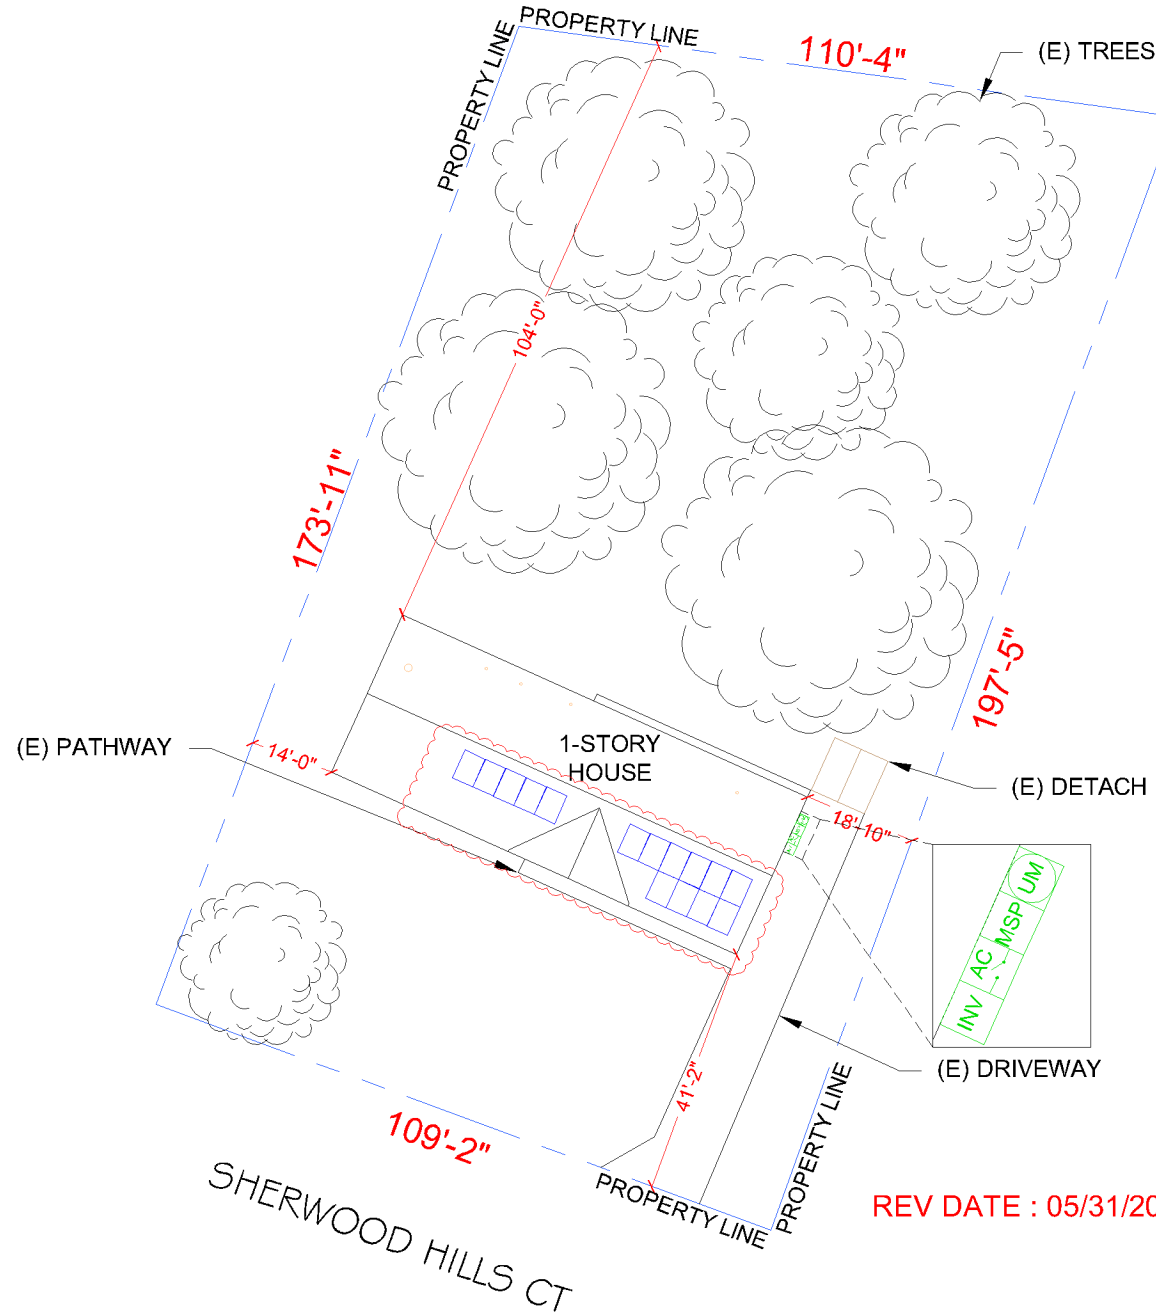 PROPERTY LINE
110'-4"
(E) TREES
PROPERTY LINE
104'-0"
173'-11"
197'-5"
(E) PATHWAY
14'-0"
1-STORY
HOUSE
(E) DETACH
18'-10"
UM
MSP
AC
INV
(E) DRIVEWAY
41'-2"
PROPERTY LINE
109'-2"
PROPERTY LINE
SHERWOOD HILLS CT
REV DATE : 05/31/20